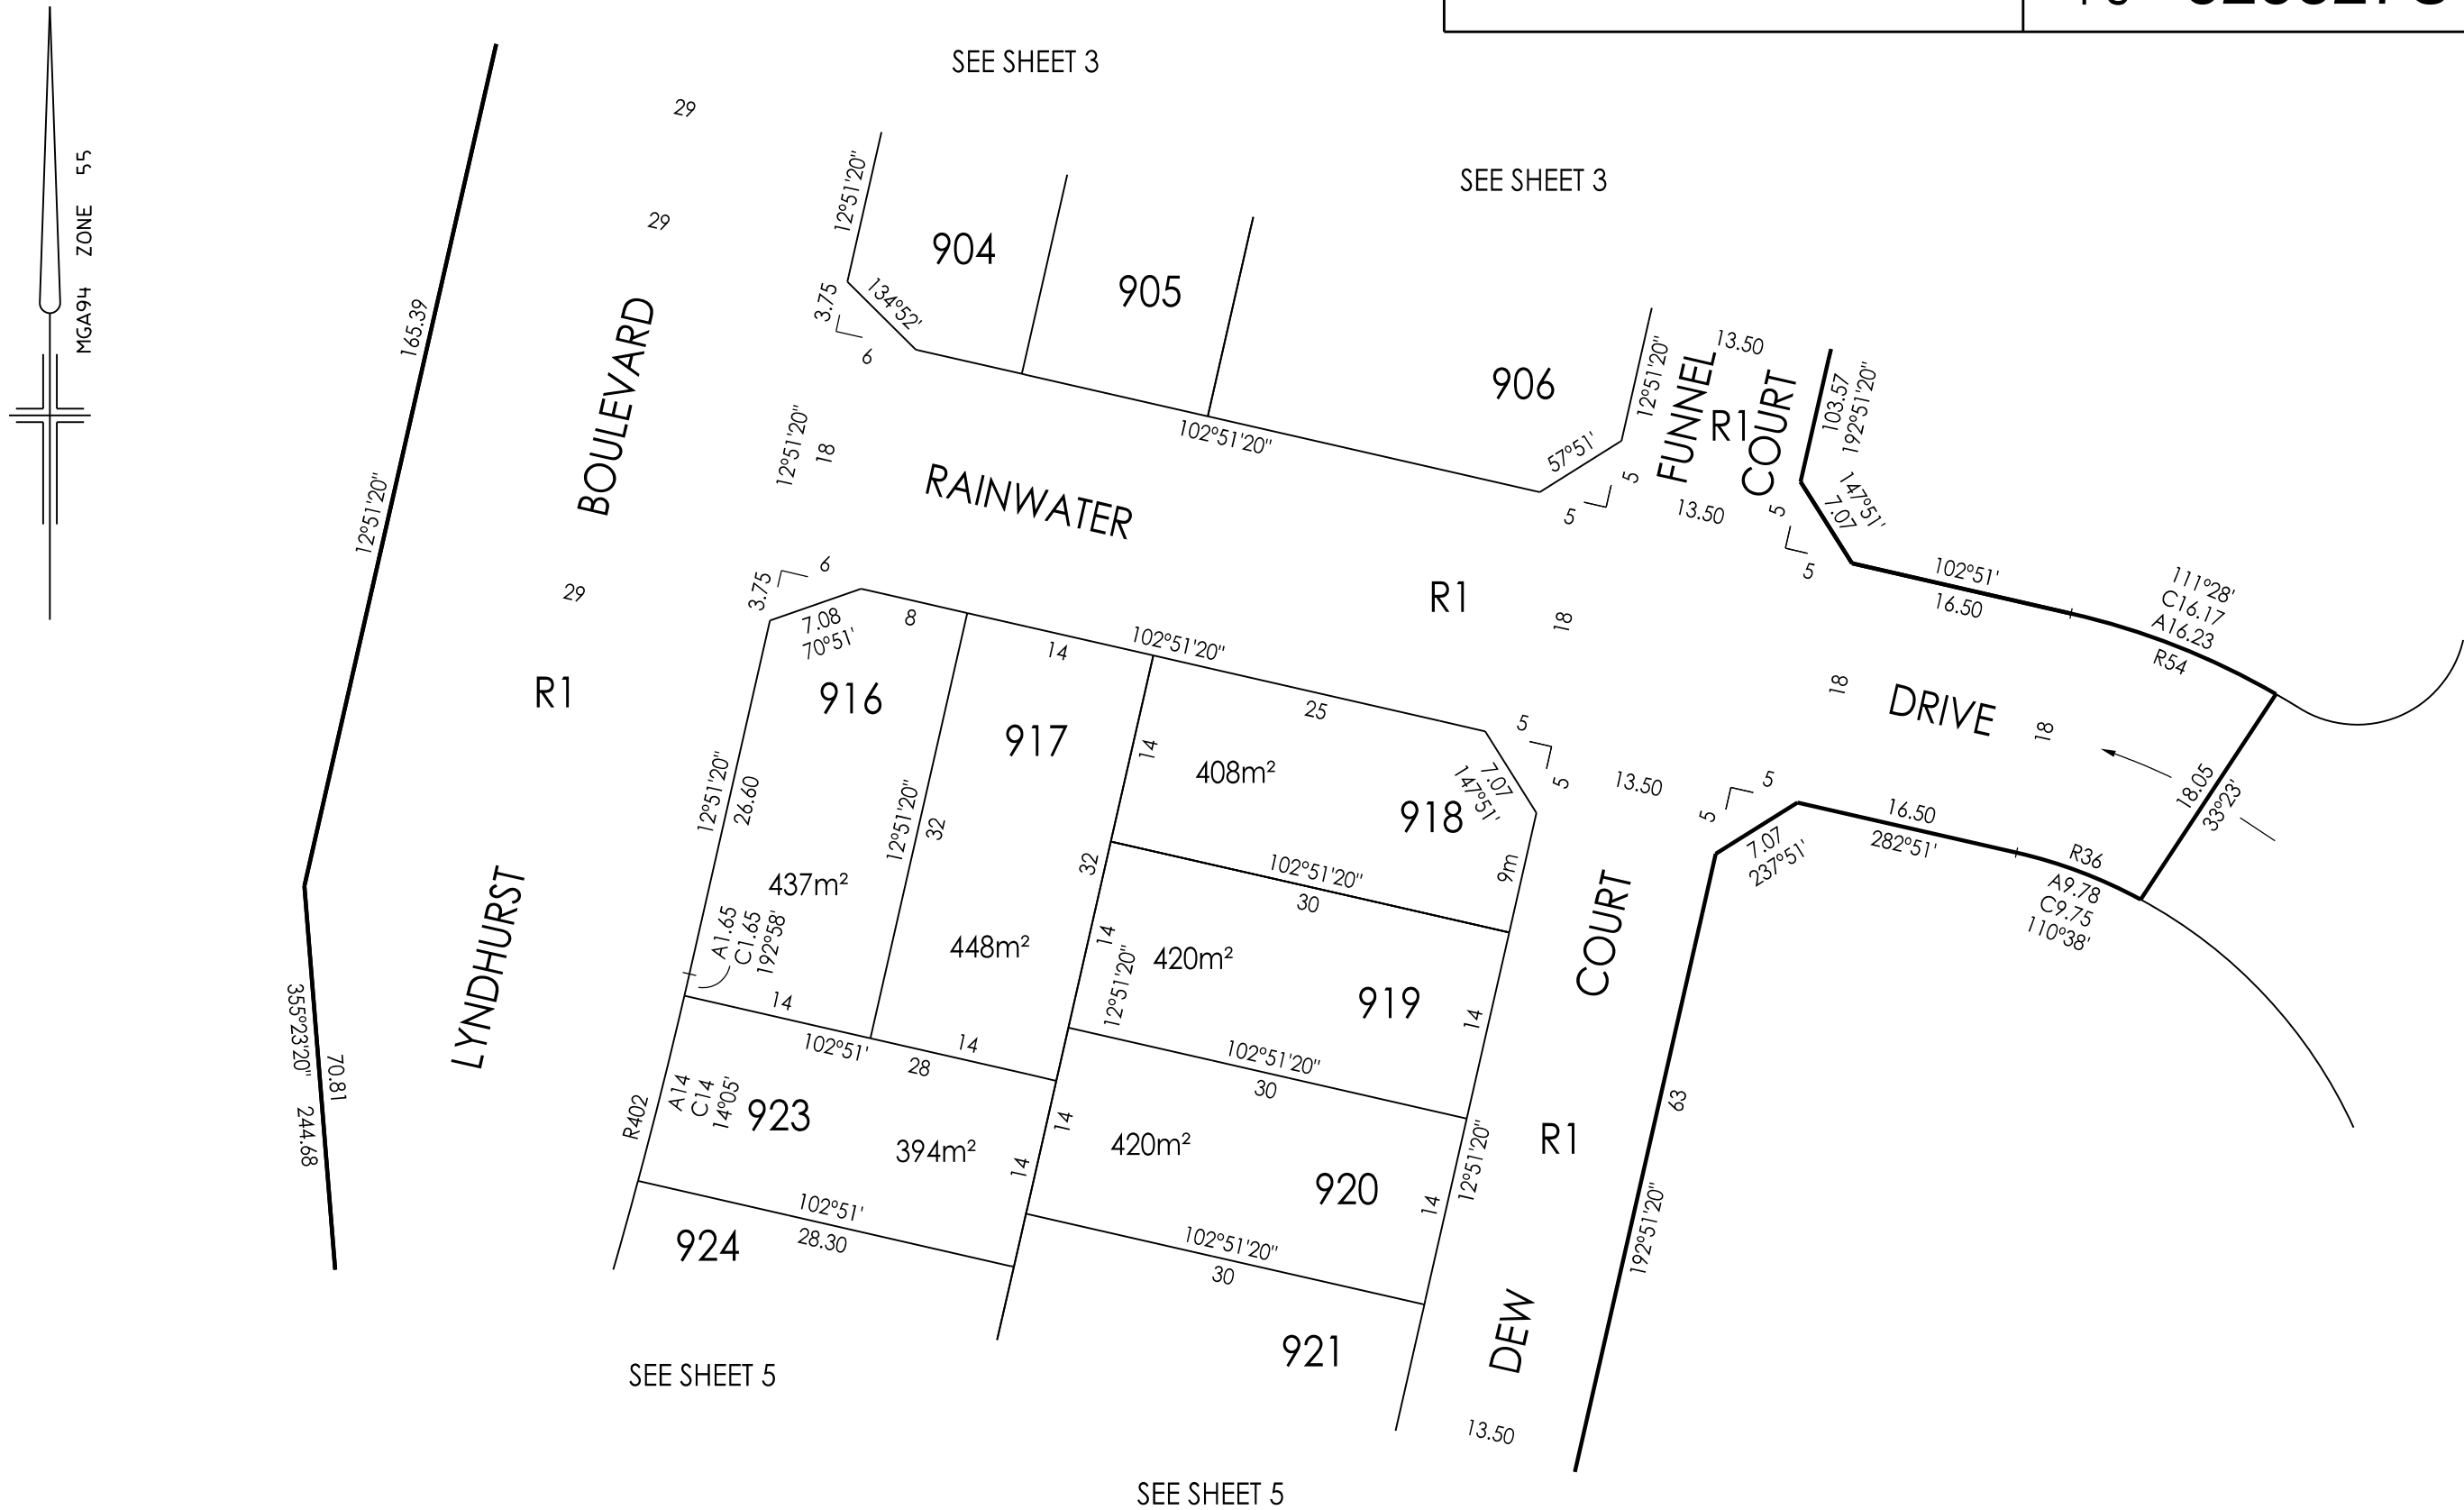 SEE SHEET 3
MGA94 ZONE 55
29
SEE SHEET 3
12°51'20"
29
904
905
165.39
3.75
134°52'
6
BOULEVARD
906
13.50
12°51'20"
FUNNEL
R1
COURT
103.57
192°51'20"
102°51'20"
57°51'
12°51'20"
18
12°51'20"
RAINWATER
5
5
13.50
5
147°51'
7.07
5
102°51'
16.50
111°28'
C16.17
A16.23
R54
29
3.75
6
7.08
70°51'
8
14
102°51'20"
R1
18
R1
916
917
14
25
408m²
918
7.07
147°51'
5
5
13.50
18
DRIVE
18
5
5
18.05
33°23'
16.50
282°51'
7.07
237°51'
R36
A9.78
C9.75
110°38'
12°51'20"
26.60
12°51'20"
32
32
102°51'20"
30
9m
437m²
448m²
A1.65
C1.65
192°58'
14
12°51'20"
420m²
919
14
COURT
LYNDHURST
14
102°51'
14
28
102°51'20"
30
355°23'20"
70.81
244.68
R402
A14
C14
14°05'
923
394m²
14
14
420m²
920
14
12°51'20"
R1
63
192°51'20"
924
102°51'
28.30
102°51'20"
30
921
DEW
SEE SHEET 5
13.50
SEE SHEET 5